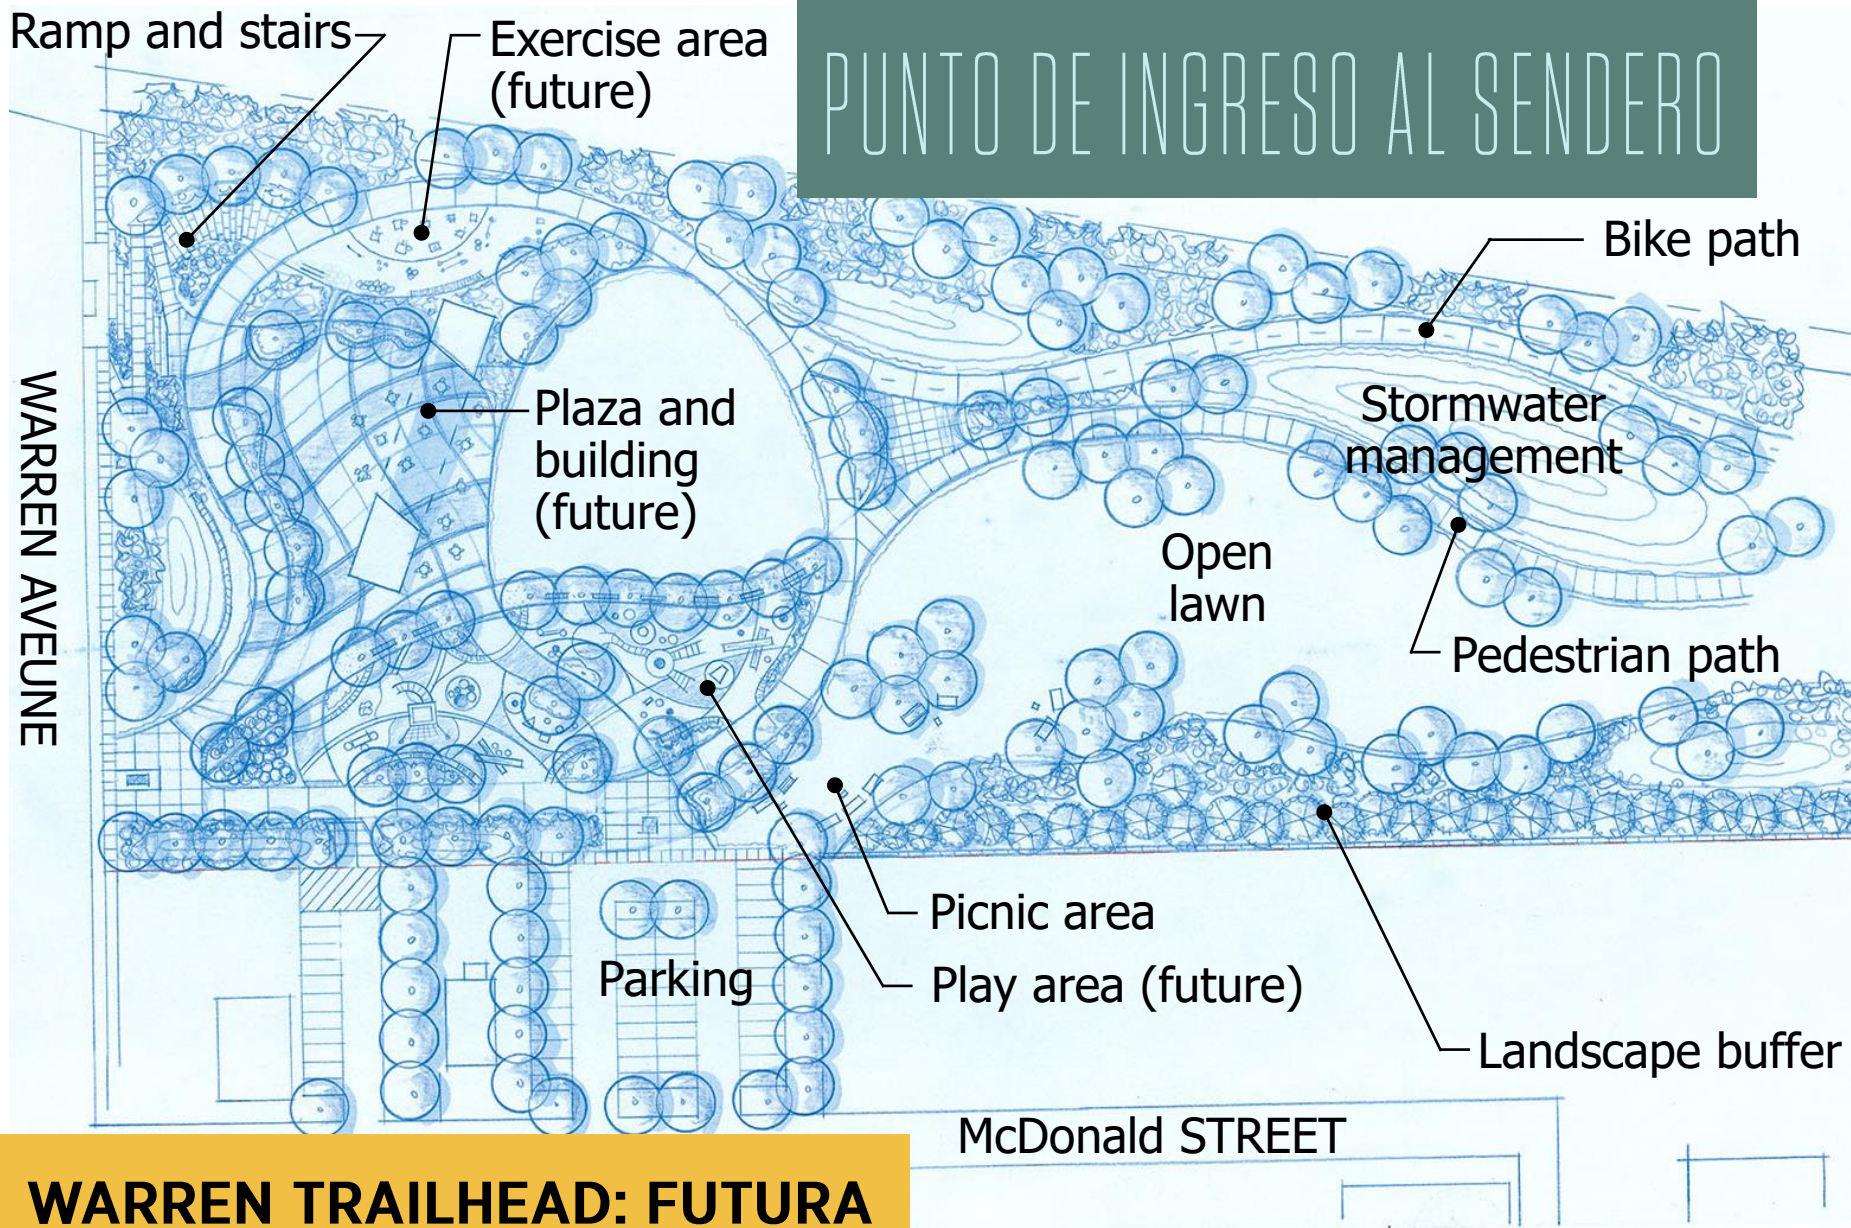 Ramp and stairs
Exercise area
(future)
PUNTO DE INGRESO AL SENDERO
Bike path
Stormwater
management
Plaza and
building
(future)
WARREN AVEUNE
Open
lawn
Pedestrian path
Picnic area
Play area (future)
Parking
Landscape buffer
McDonald STREET
WARREN TRAILHEAD: FUTURA